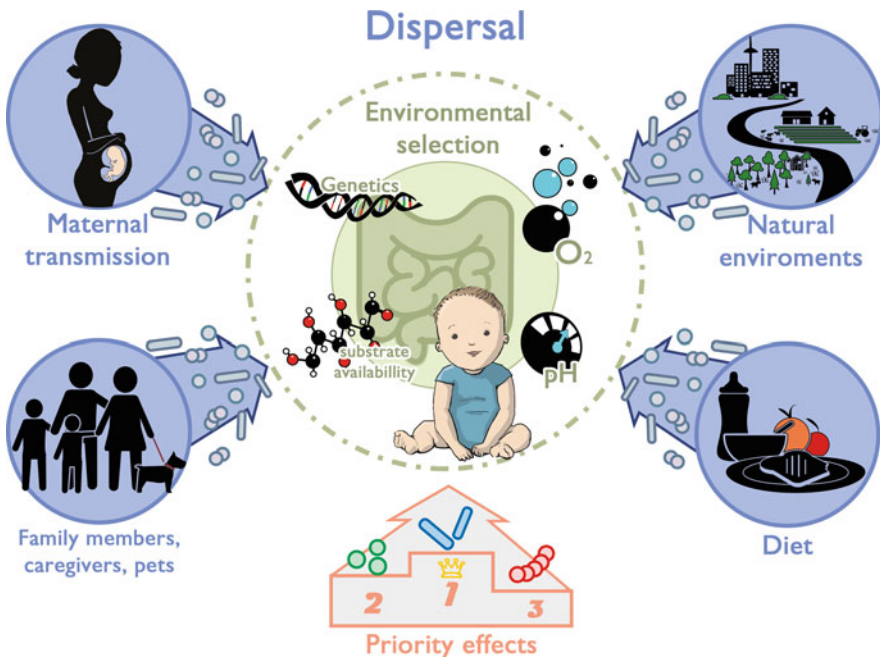 Dispersal
Environmental
selection
Genetics
O2
substrate
availabillity
pH
Maternal
transmission
Natural
enviroments
Family members,
caregivers, pets
Diet
2
1
3
Priority effects